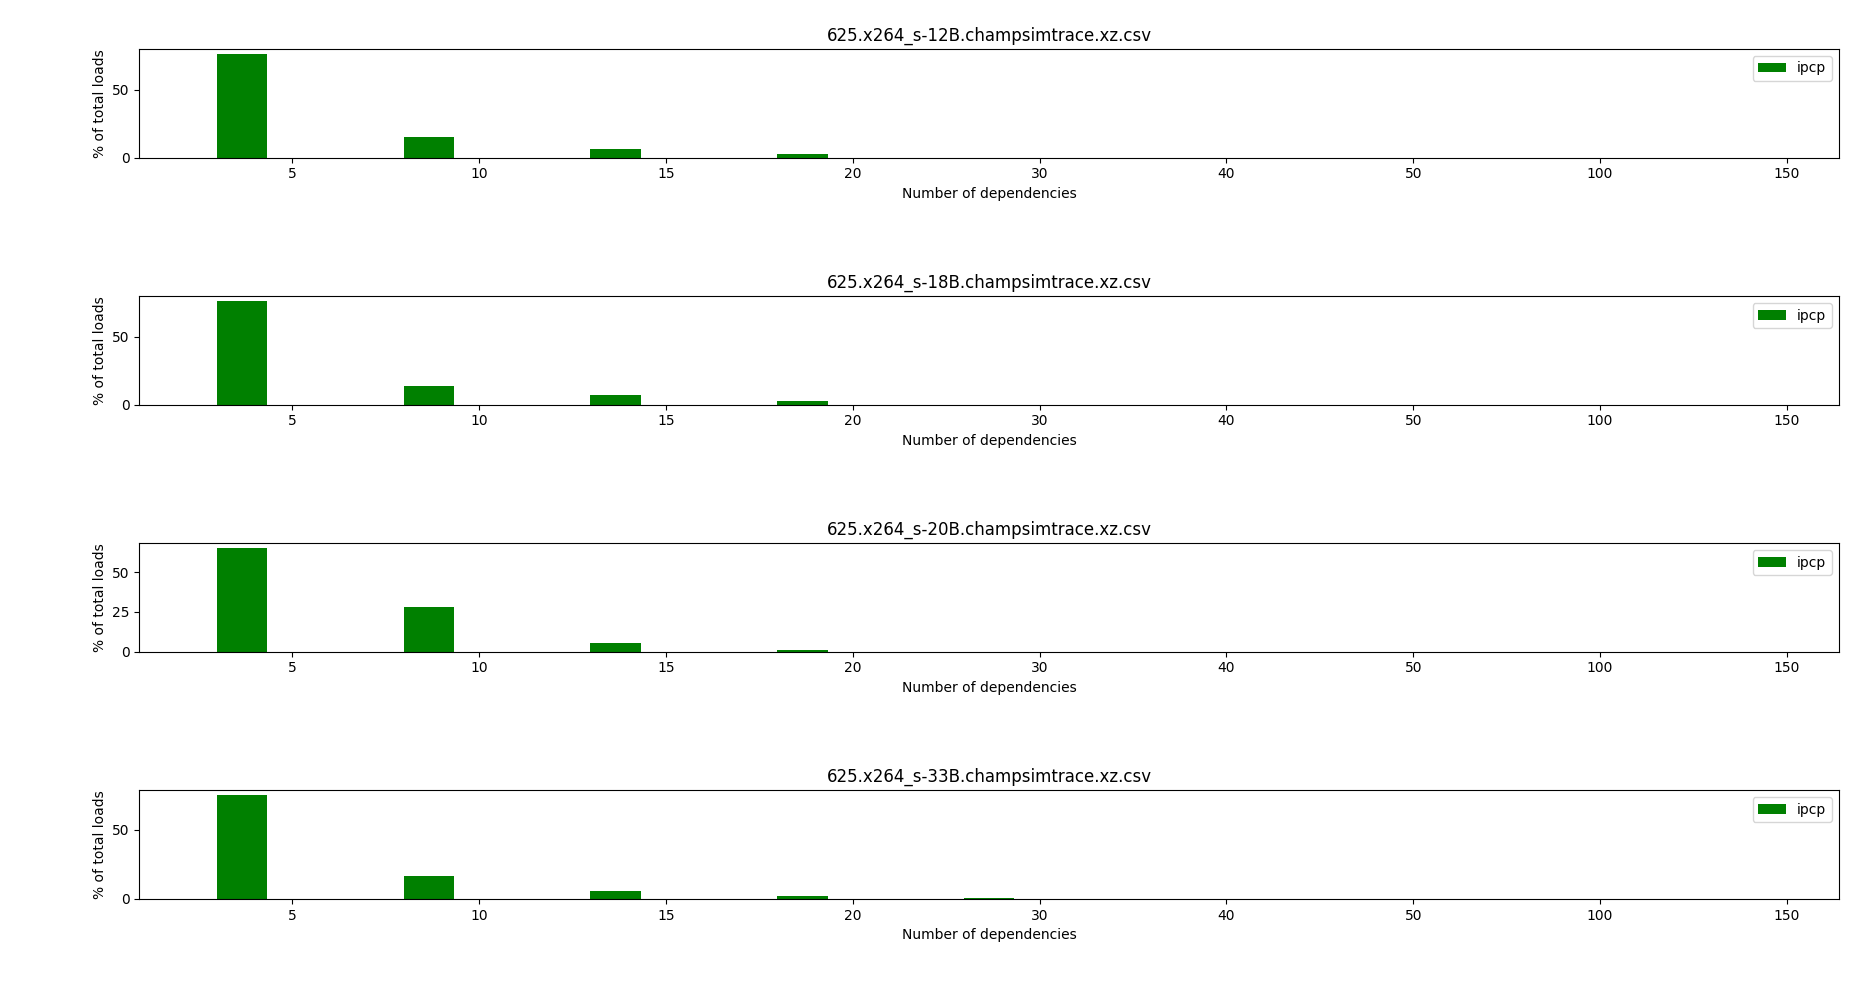 625.x264_s-12B.champsimtrace.xz.csv
% of total loads
50
0
ipcp
5 10 15 20 30 40 50 100 150
Number of dependencies
625.x264_s-18B.champsimtrace.xz.csv
% of total loads
50
0
ipcp
5 10 15 20 30 40 50 100 150
Number of dependencies
625.x264_s-20B.champsimtrace.xz.csv
% of total loads
50
25
0
ipcp
5 10 15 20 30 40 50 100 150
Number of dependencies
625.x264_s-33B.champsimtrace.xz.csv
% of total loads
50
0
ipcp
5 10 15 20 30 40 50 100 150
Number of dependencies